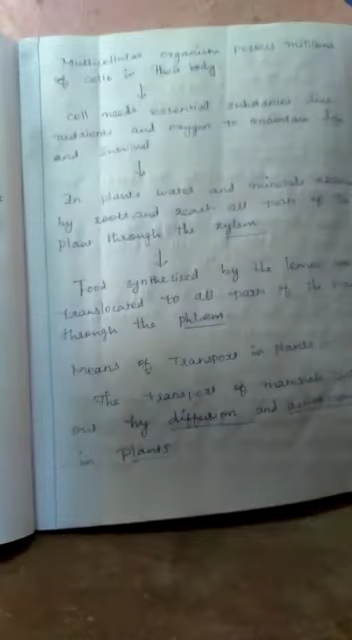 Multicellular organism possess millions
of cells in their body
↓
Cell needs essential substances like
nutrients and oxygen to maintain
and survival
↓
In plants water and minerals
by roots and reach all part of
plant through the xylem
↓
Food synthesised by the leaves
translocated to all part of the
through the phloem
Means of Transport in plants
The transport of materials
out by diffusion and
in plants